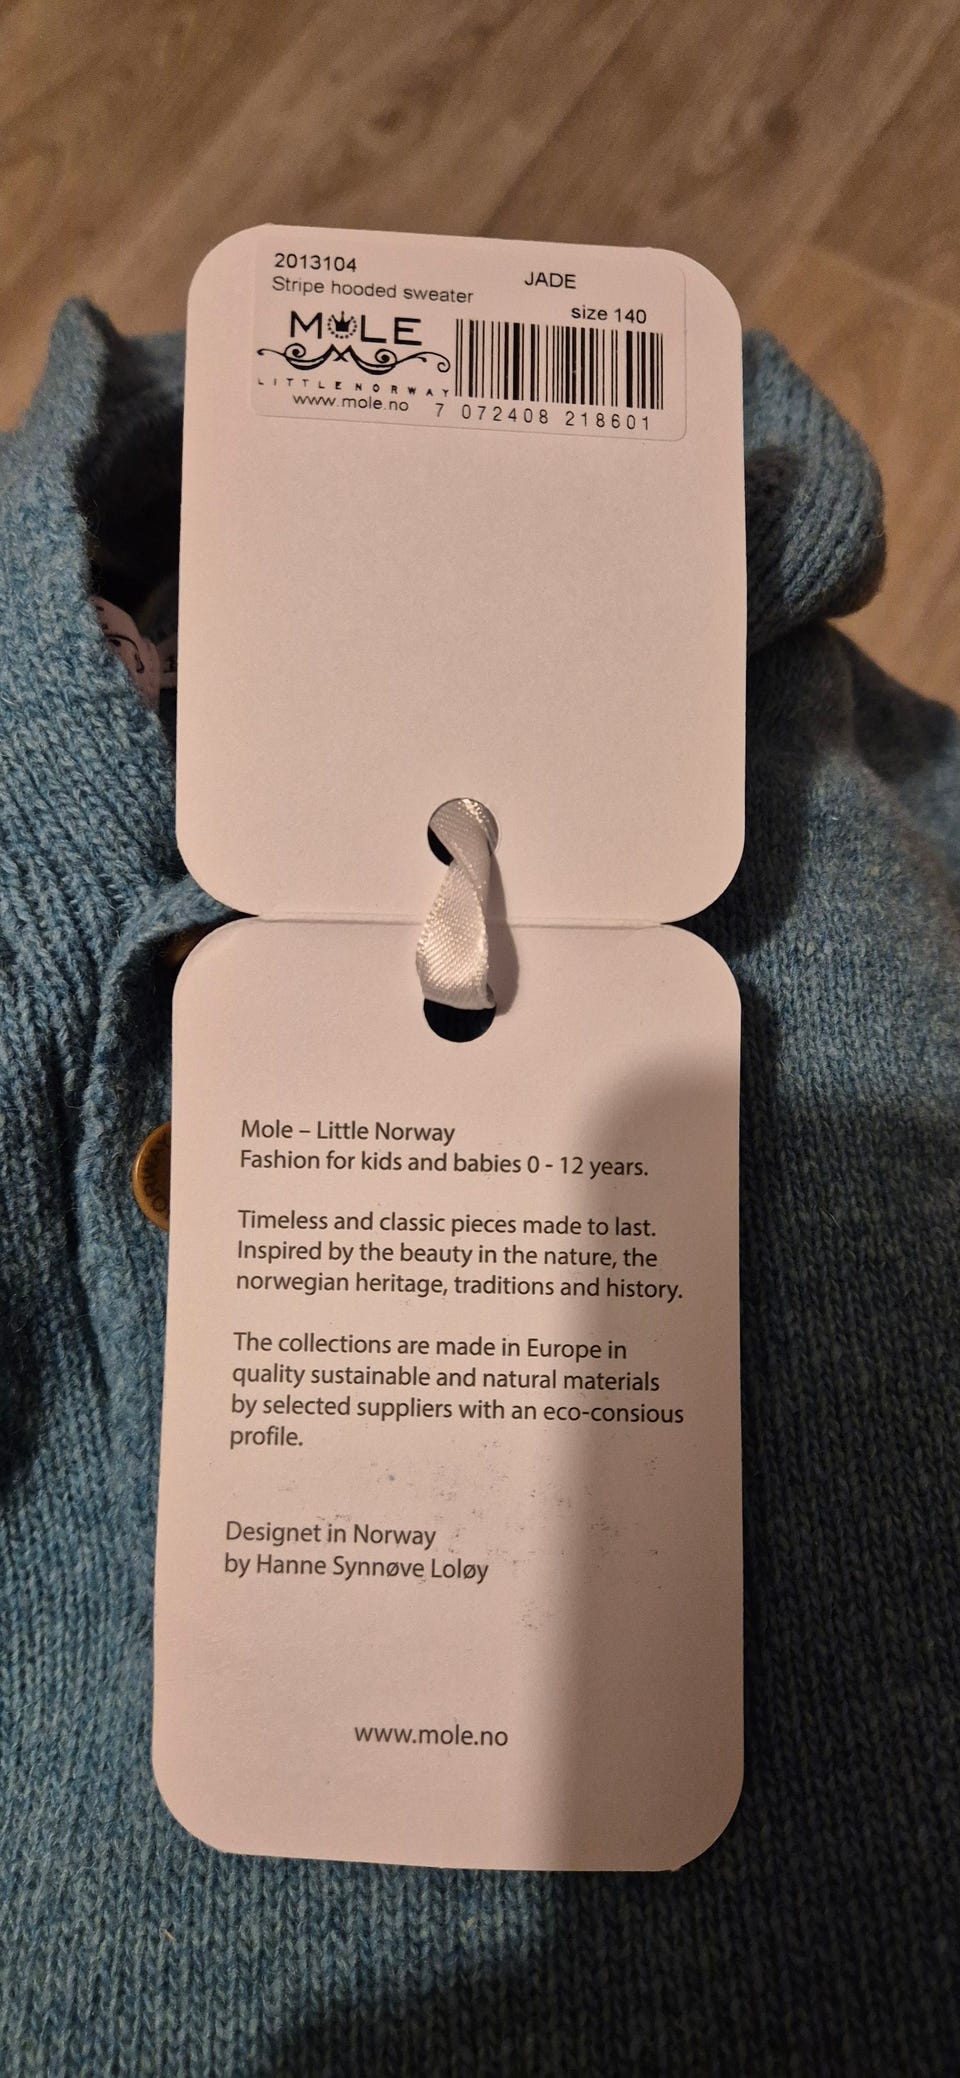 2013104
JADE
Stripe hooded sweater
size 140
MOLE
LITTLE NORWAY
www.mole.no
7 072408 218601
Mole – Little Norway
Fashion for kids and babies 0 - 12 years.
Timeless and classic pieces made to last.
Inspired by the beauty in the nature, the
norwegian heritage, traditions and history.
The collections are made in Europe in
quality sustainable and natural materials
by selected suppliers with an eco-consious
profile.
Designet in Norway
by Hanne Synnøve Loløy
www.mole.no